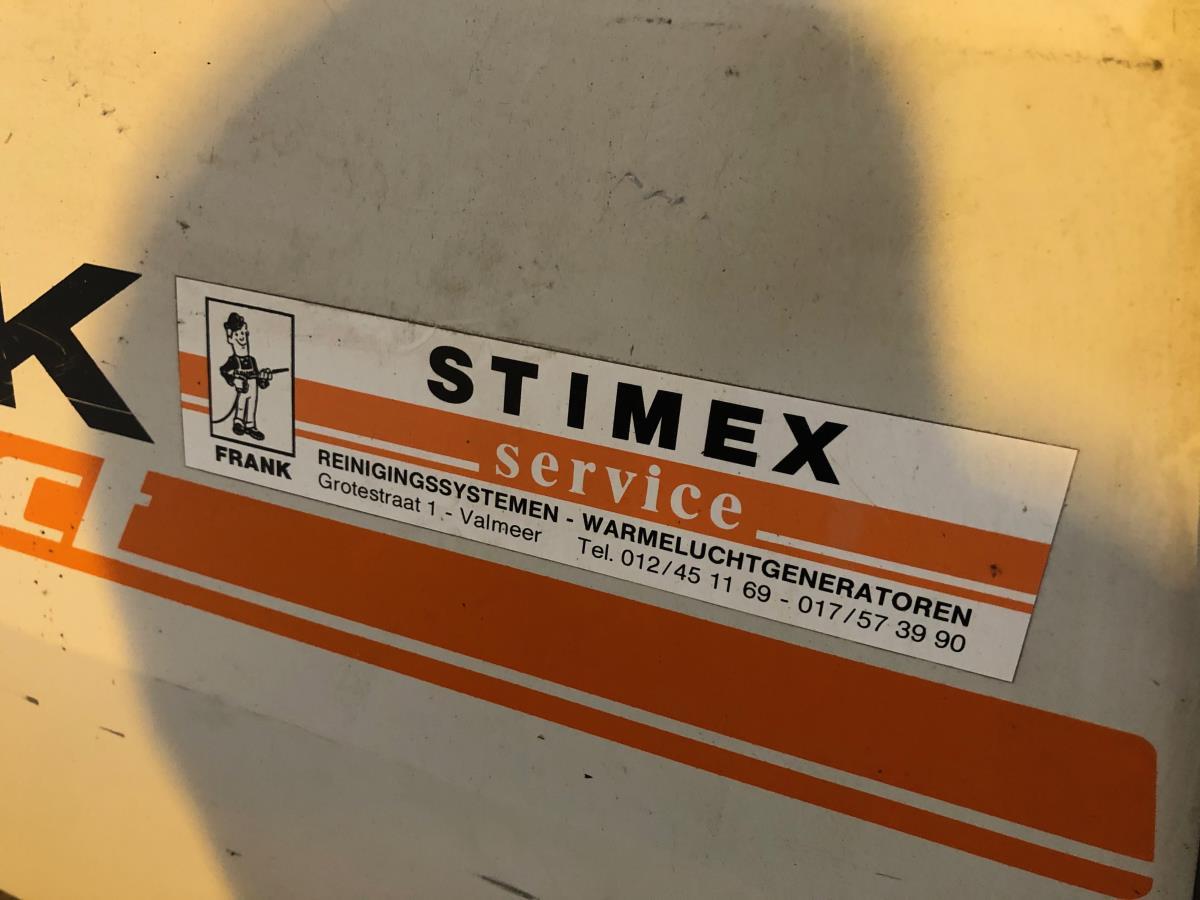 K
STIMEX
service
FRANK
REINIGINGSSYSTEMEN - WARMELUCHTGENERATOREN
Grotestraat 1 - Valmeer Tel. 012/45 11 69 - 017/57 39 90